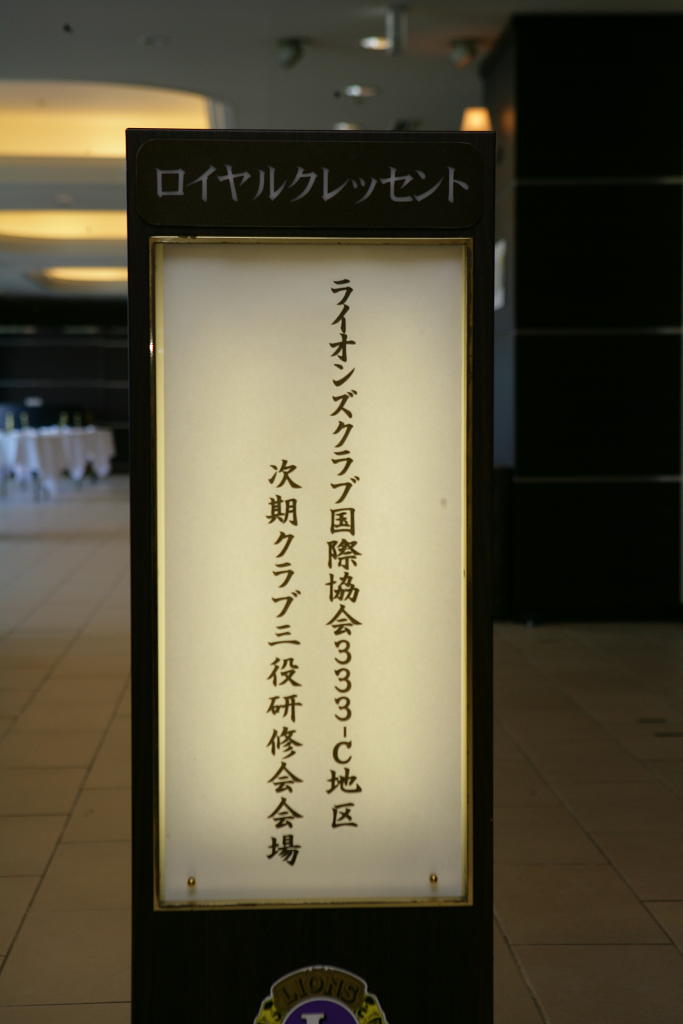 ロイヤルクレッセント
ライオンズクラブ国際協会333-C地区
次期クラブ三役研修会会場
LIONS
L